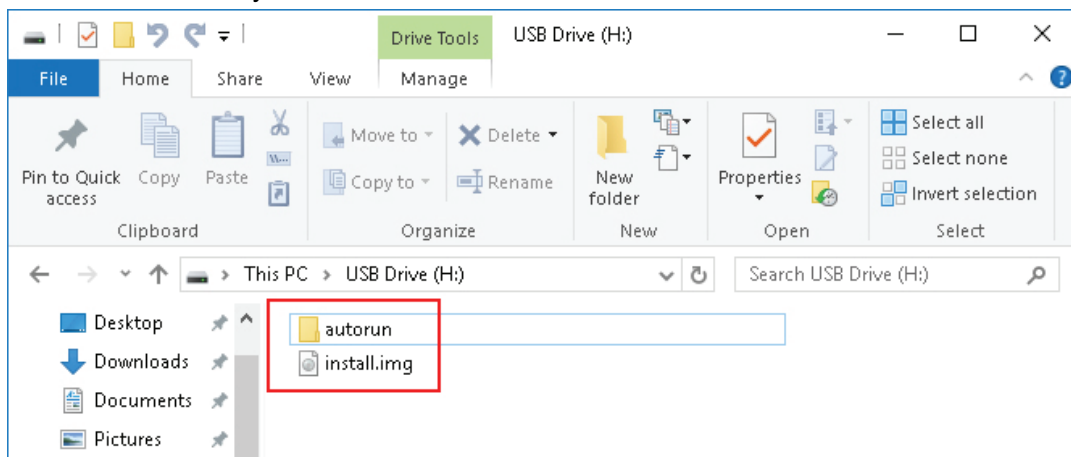 Drive Tools
USB Drive (H:)
File
Home
Share
View
Manage
Pin to Quick access
Copy
Paste
Move to
Copy to
Delete
Rename
New folder
Properties
Select all
Select none
Invert selection
Clipboard
Organize
New
Open
Select
This PC > USB Drive (H:)
Search USB Drive (H:)
Desktop
Downloads
Documents
Pictures
autorun
install.img